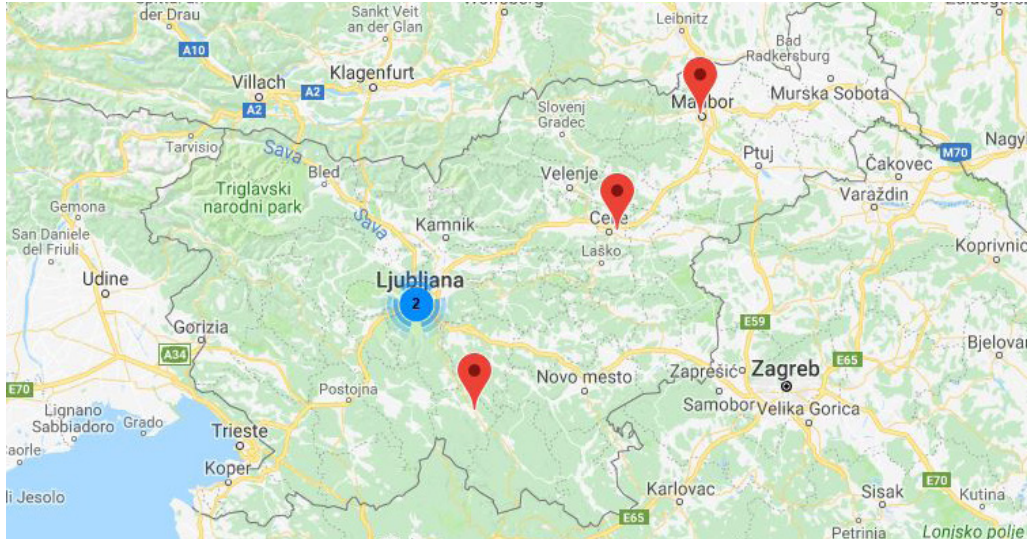 der Drau
Sankt Veit
an der Glan
Leibnitz
A10
Bad
Radkersburg
Villach
Klagenfurt
Murska Sobota
Maribor
A2
A2
Slovenj
Gradec
Tarvisio
Sava
Ptuj
M70
Nagy
Bled
Velenje
Čakovec
Triglavski
narodni park
Varaždin
Gemona
Sava
Kamnik
Celje
San Daniele
del Friuli
Laško
Koprivnic
Udine
Ljubljana
2
E59
Gorizia
A34
Bjelovar
E65
Zaprešić
Zagreb
E70
Postojna
Novo mesto
Samobor
Velika Gorica
Lignano
Sabbiadoro
Grado
Trieste
Caorle
Koper
di Jesolo
Karlovac
E70
Sisak
Kutina
E65
Petrinja
Lonjsko polje